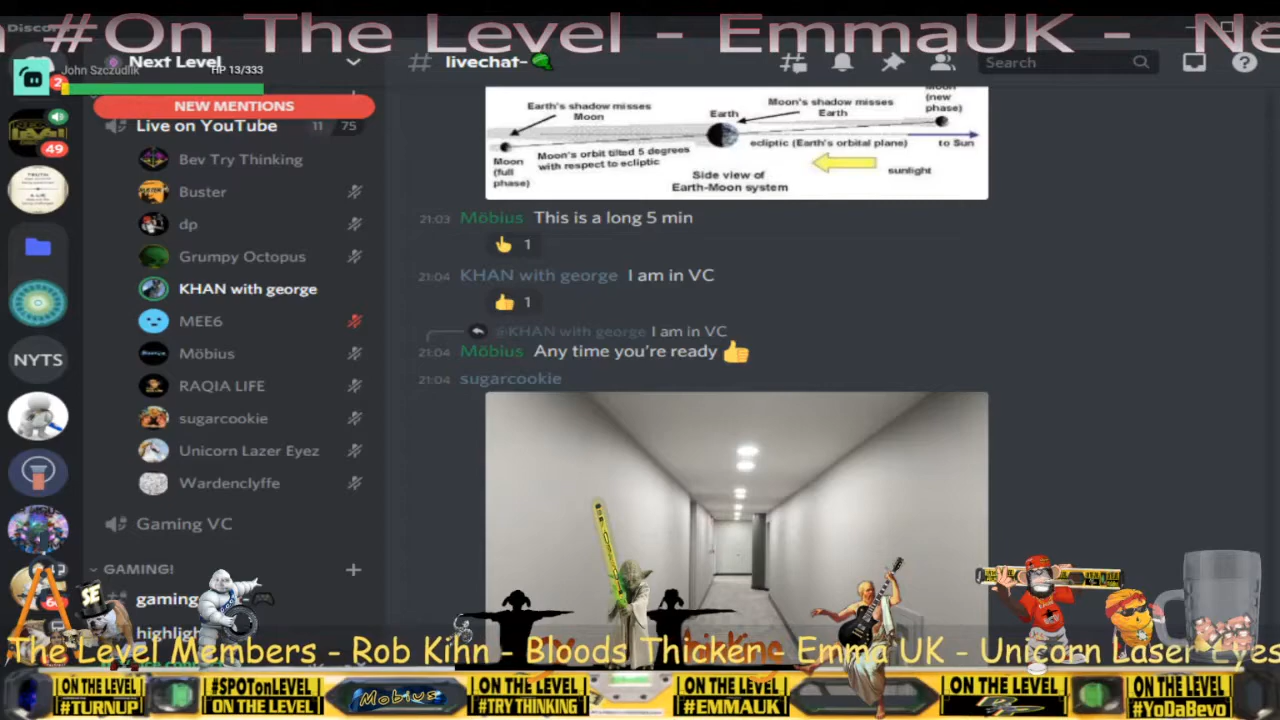 #On The Level - EmmaUK - Ne
Discord
John Szczudlik
HP 13/333
2
Next Level
# livechat-
Search
NEW MENTIONS
Live on YouTube 11 75
49
Bev Try Thinking
Buster
dp
Grumpy Octopus
KHAN with george
MEE6
Möbius
RAQIA LIFE
sugarcookie
Unicorn Lazer Eyez
Wardenclyffe
Gaming VC
GAMING!
gaming
highligh
NYTS
Earth's shadow misses Moon
Earth
Moon's shadow misses Earth
Moon (new phase)
Moon (full phase)
Moon's orbit tilted 5 degrees with respect to ecliptic
ecliptic (Earth's orbital plane)
to Sun
sunlight
Side view of Earth-Moon system
21:03 Möbius This is a long 5 min
1
21:04 KHAN with george I am in VC
1
@KHAN with george I am in VC
21:04 Möbius Any time you're ready
21:04 sugarcookie
SE
The Level Members - Rob Kihn - Bloods Thicker - Emma UK - Unicorn Laser Eyes
ON THE LEVEL #TURNUP
#SPOTonLEVEL ON THE LEVEL
Mobius
ON THE LEVEL #TRY THINKING
ON THE LEVEL #EMMAUK
ON THE LEVEL
ON THE LEVEL #YoDaBevo